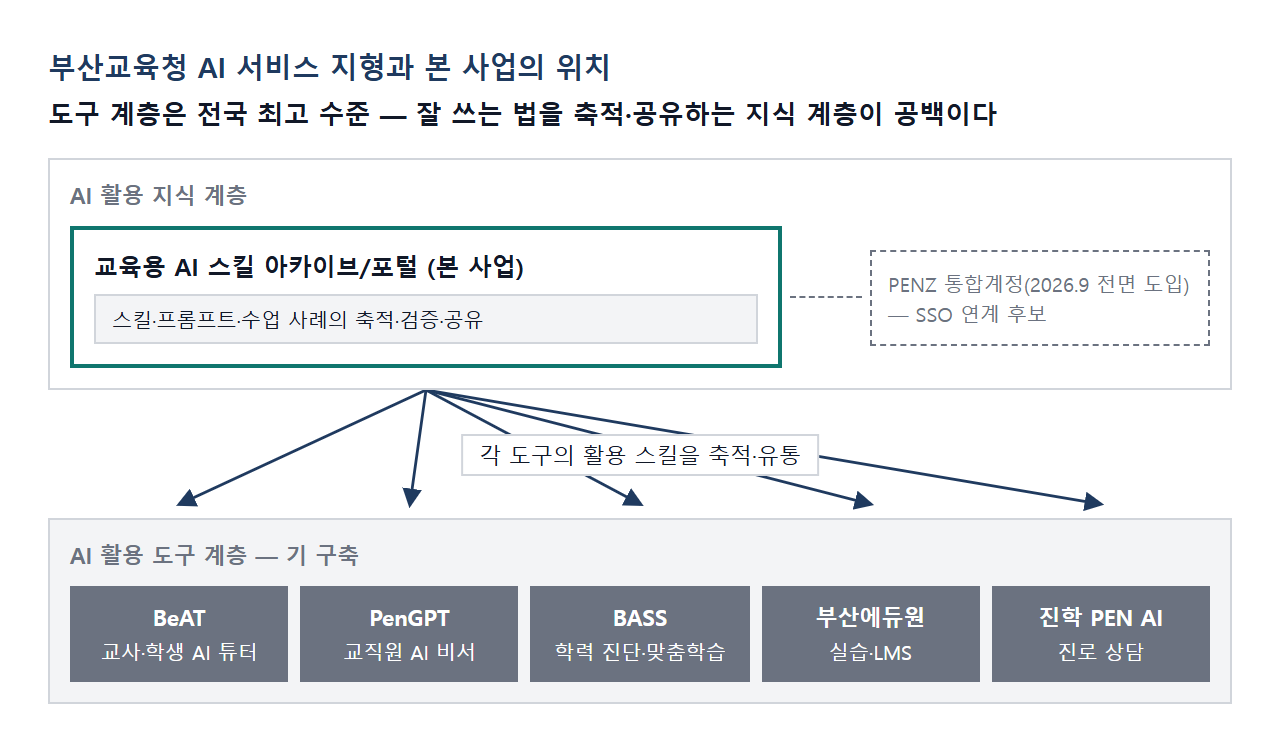 부산교육청 AI 서비스 지형과 본 사업의 위치
도구 계층은 전국 최고 수준 — 잘 쓰는 법을 축적·공유하는 지식 계층이 공백이다
AI 활용 지식 계층
교육용 AI 스킬 아카이브/포털 (본 사업)
스킬·프롬프트·수업 사례의 축적·검증·공유
PENZ 통합계정(2026.9 전면 도입)
— SSO 연계 후보
각 도구의 활용 스킬을 축적·유통
AI 활용 도구 계층 — 기 구축
BeAT
교사·학생 AI 튜터
PenGPT
교직원 AI 비서
BASS
학력 진단·맞춤학습
부산에듀원
실습·LMS
진학 PEN AI
진로 상담